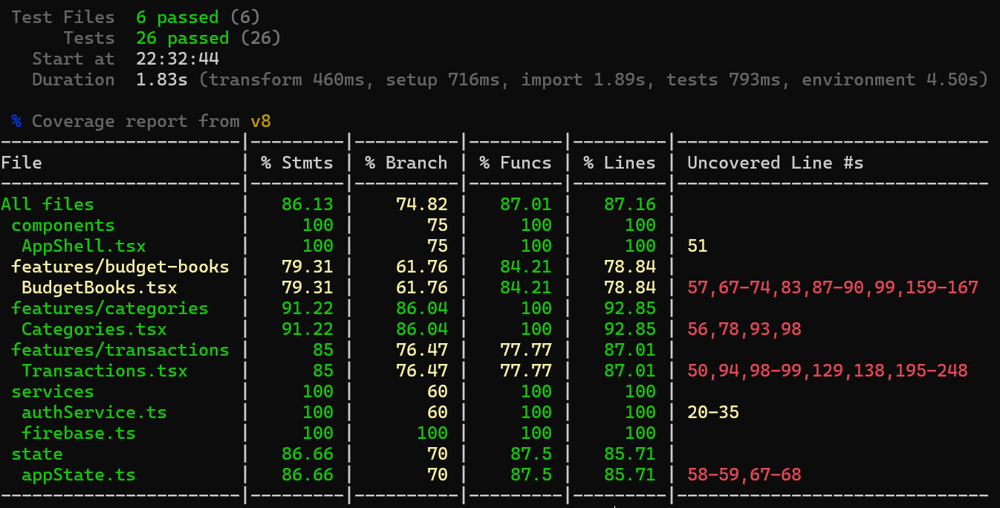 Test Files  6 passed (6)
Tests  26 passed (26)
Start at  22:32:44
Duration  1.83s (transform 460ms, setup 716ms, import 1.89s, tests 793ms, environment 4.50s)
% Coverage report from v8
-----------------------|---------|----------|---------|---------|------------------------------
File                   | % Stmts | % Branch | % Funcs | % Lines | Uncovered Line #s
-----------------------|---------|----------|---------|---------|------------------------------
All files              |   86.13 |    74.82 |   87.01 |   87.16 |
 components            |     100 |       75 |     100 |     100 |
  AppShell.tsx         |     100 |       75 |     100 |     100 | 51
 features/budget-books |   79.31 |    61.76 |   84.21 |   78.84 |
  BudgetBooks.tsx      |   79.31 |    61.76 |   84.21 |   78.84 | 57,67-74,83,87-90,99,159-167
 features/categories   |   91.22 |    86.04 |     100 |   92.85 |
  Categories.tsx       |   91.22 |    86.04 |     100 |   92.85 | 56,78,93,98
 features/transactions |      85 |    76.47 |   77.77 |   87.01 |
  Transactions.tsx     |      85 |    76.47 |   77.77 |   87.01 | 50,94,98-99,129,138,195-248
 services              |     100 |       60 |     100 |     100 |
  authService.ts       |     100 |       60 |     100 |     100 | 20-35
  firebase.ts          |     100 |      100 |     100 |     100 |
 state                 |   86.66 |       70 |    87.5 |   85.71 |
  appState.ts          |   86.66 |       70 |    87.5 |   85.71 | 58-59,67-68
-----------------------|---------|----------|---------|---------|------------------------------